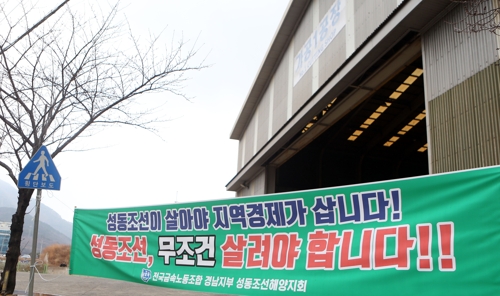 성동조선이 살아야 지역경제가 삽니다!
성동조선, 무조건 살려야 합니다!!
전국금속노동조합 경남지부 성동조선해양지회